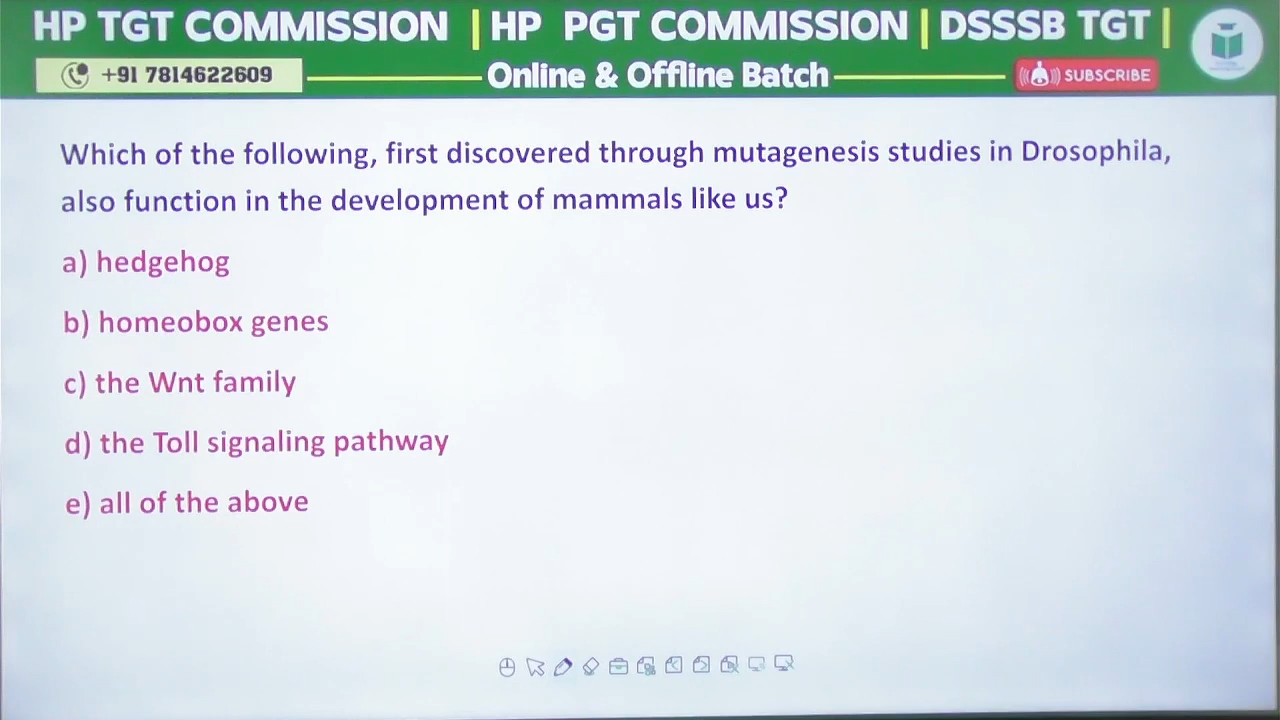 HP TGT COMMISSION | HP PGT COMMISSION | DSSSB TGT |
+91 7814622609 Online & Offline Batch SUBSCRIBE
Which of the following, first discovered through mutagenesis studies in Drosophila,
also function in the development of mammals like us?
a) hedgehog
b) homeobox genes
c) the Wnt family
d) the Toll signaling pathway
e) all of the above